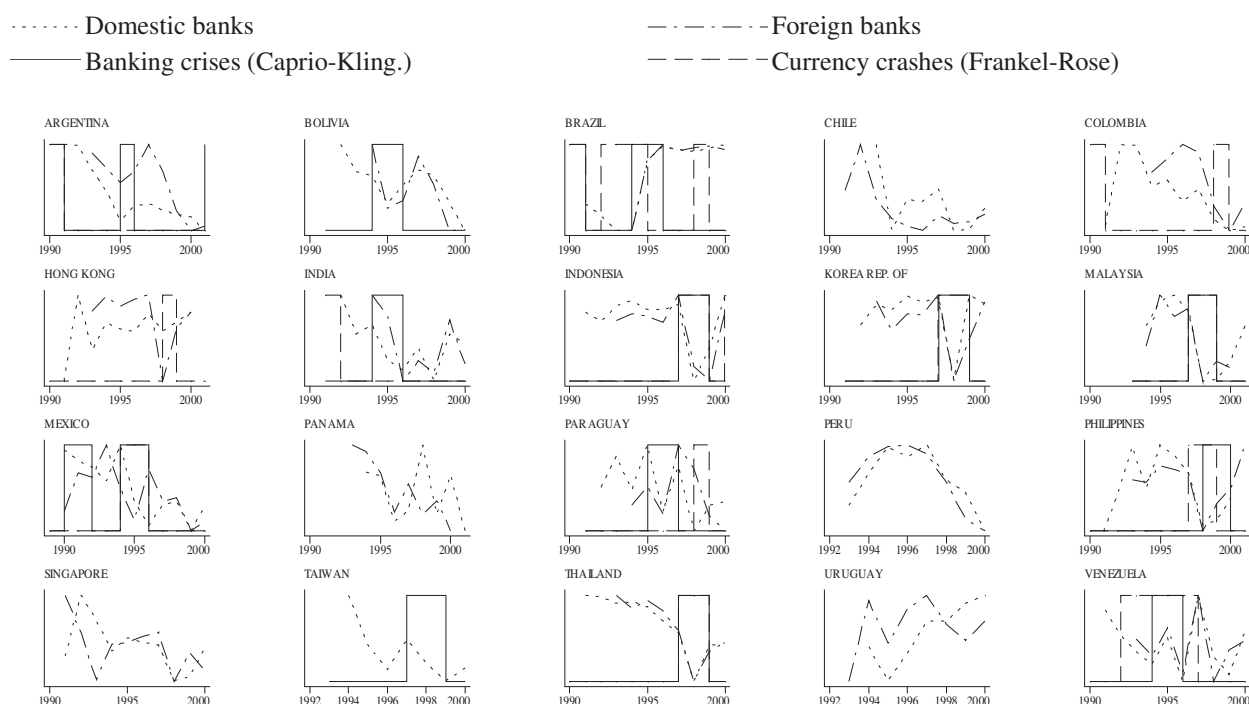 Domestic banks Foreign banks
Banking crises (Caprio-Kling.) Currency crashes (Frankel-Rose)
ARGENTINA BOLIVIA BRAZIL CHILE COLOMBIA
1990 1995 2000 1990 1995 2000 1990 1995 2000 1990 1995 2000 1990 1995 2000
HONG KONG INDIA INDONESIA KOREA REP. OF MALAYSIA
1990 1995 2000 1990 1995 2000 1990 1995 2000 1990 1995 2000 1990 1995 2000
MEXICO PANAMA PARAGUAY PERU PHILIPPINES
1990 1995 2000 1990 1995 2000 1990 1995 2000 1992 1994 1996 1998 2000 1990 1995 2000
SINGAPORE TAIWAN THAILAND URUGUAY VENEZUELA
1990 1995 2000 1992 1994 1996 1998 2000 1990 1995 2000 1992 1994 1996 1998 2000 1990 1995 2000